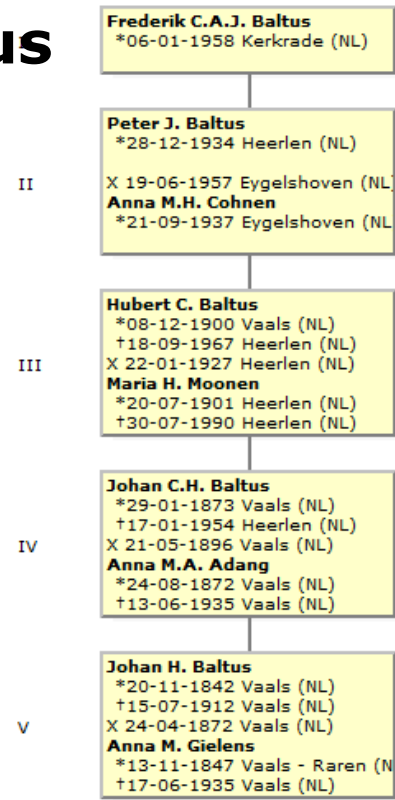 us
Frederik C.A.J. Baltus
*06-01-1958 Kerkrade (NL)
Peter J. Baltus
*28-12-1934 Heerlen (NL)
II
X 19-06-1957 Eygelshoven (NL)
Anna M.H. Cohnen
*21-09-1937 Eygelshoven (NL
Hubert C. Baltus
*08-12-1900 Vaals (NL)
†18-09-1967 Heerlen (NL)
III
X 22-01-1927 Heerlen (NL)
Maria H. Moonen
*20-07-1901 Heerlen (NL)
†30-07-1990 Heerlen (NL)
Johan C.H. Baltus
*29-01-1873 Vaals (NL)
†17-01-1954 Heerlen (NL)
IV
X 21-05-1896 Vaals (NL)
Anna M.A. Adang
*24-08-1872 Vaals (NL)
†13-06-1935 Vaals (NL)
Johan H. Baltus
*20-11-1842 Vaals (NL)
†15-07-1912 Vaals (NL)
V
X 24-04-1872 Vaals (NL)
Anna M. Gielens
*13-11-1847 Vaals - Raren (N
†17-06-1935 Vaals (NL)